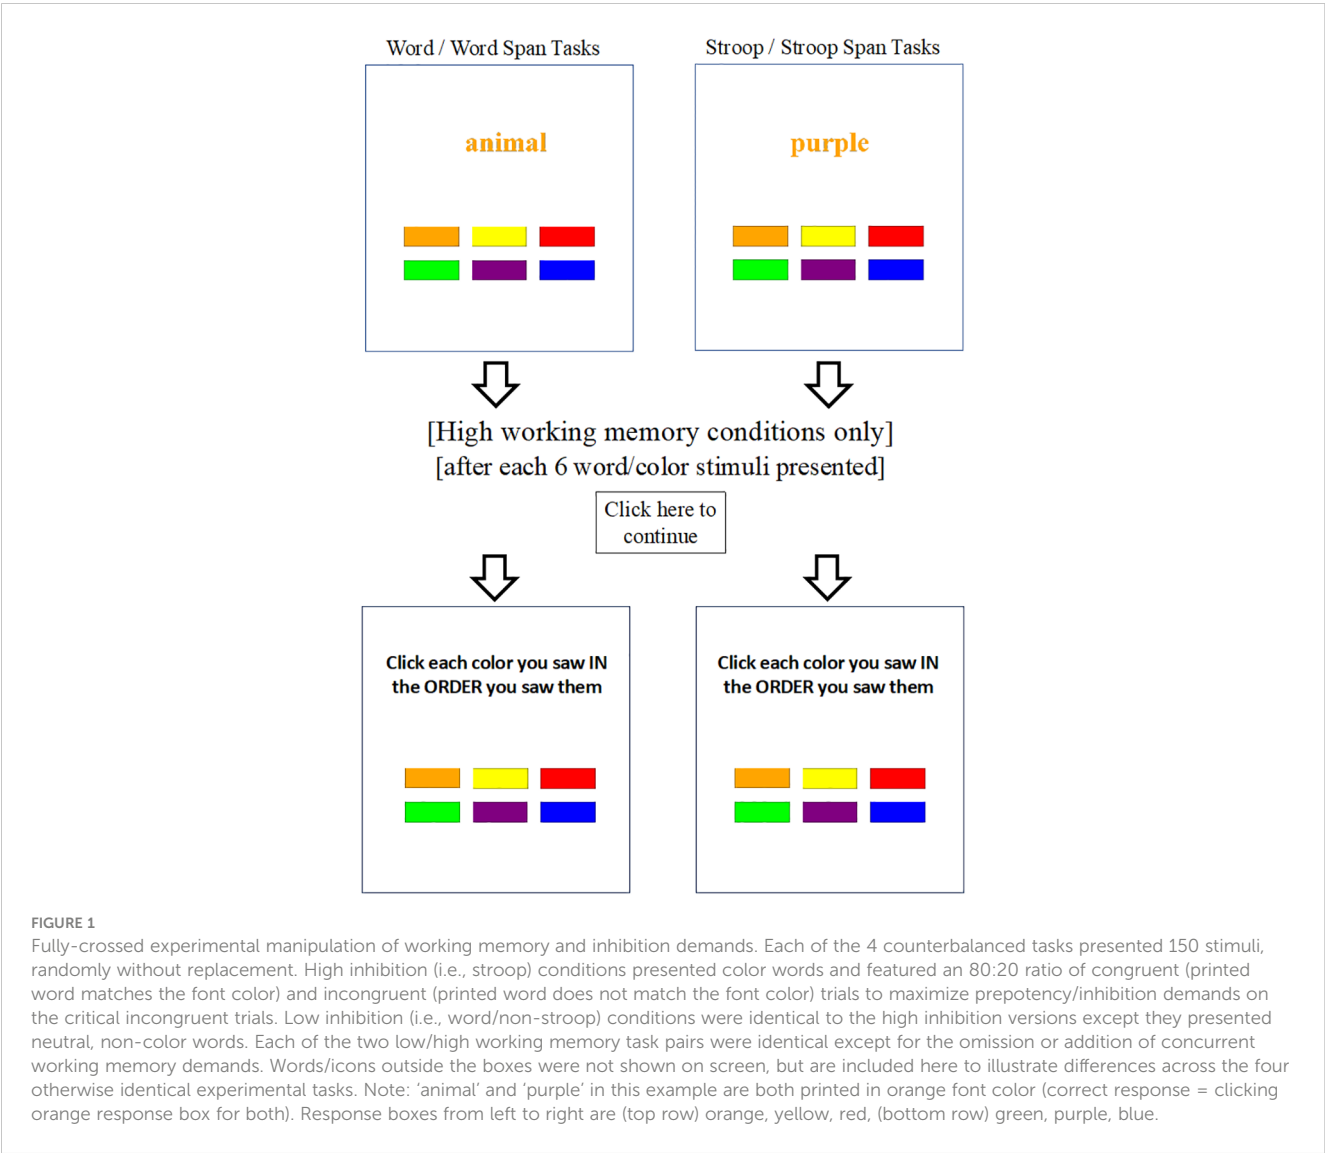 Word / Word Span Tasks
Stroop / Stroop Span Tasks
animal
purple
[High working memory conditions only]
[after each 6 word/color stimuli presented]
Click here to
continue
Click each color you saw IN
the ORDER you saw them
Click each color you saw IN
the ORDER you saw them
FIGURE 1
Fully-crossed experimental manipulation of working memory and inhibition demands. Each of the 4 counterbalanced tasks presented 150 stimuli,
randomly without replacement. High inhibition (i.e., stroop) conditions presented color words and featured an 80:20 ratio of congruent (printed
word matches the font color) and incongruent (printed word does not match the font color) trials to maximize prepotency/inhibition demands on
the critical incongruent trials. Low inhibition (i.e., word/non-stroop) conditions were identical to the high inhibition versions except they presented
neutral, non-color words. Each of the two low/high working memory task pairs were identical except for the omission or addition of concurrent
working memory demands. Words/icons outside the boxes were not shown on screen, but are included here to illustrate differences across the four
otherwise identical experimental tasks. Note: ‘animal’ and ‘purple’ in this example are both printed in orange font color (correct response = clicking
orange response box for both). Response boxes from left to right are (top row) orange, yellow, red, (bottom row) green, purple, blue.